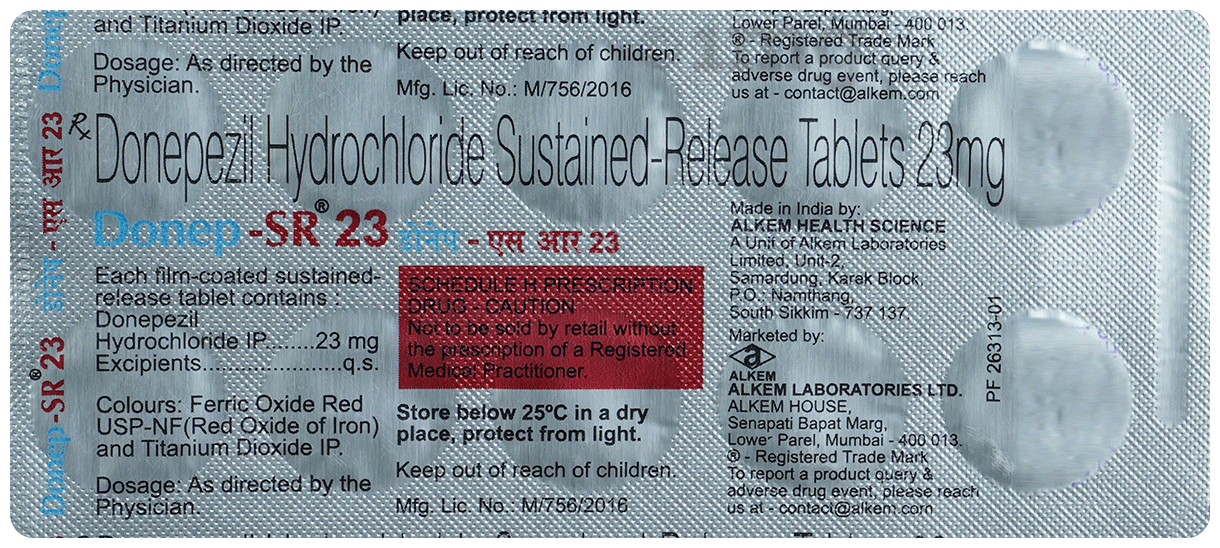 and Titanium Dioxide IP.
Dosage: As directed by the
Physician.
place, protect from light.
Keep out of reach of children.
Mfg. Lic. No.: M/756/2016
Lower Parel, Mumbai - 400 013.
® - Registered Trade Mark
To report a product query &
adverse drug event, please reach
us at - contact@alkem.com
Rx Donepezil Hydrochloride Sustained-Release Tablets 23mg
Donep-SR® 23 डोनेप - एस आर 23
Each film-coated sustained-
release tablet contains :
Donepezil
Hydrochloride IP.......23 mg
Excipients......................q.s.
Colours: Ferric Oxide Red
USP-NF(Red Oxide of Iron)
and Titanium Dioxide IP.
Dosage: As directed by the
Physician.
SCHEDULE H PRESCRIPTION
DRUG - CAUTION
Not to be sold by retail without
the prescription of a Registered
Medical Practitioner.
Store below 25ºC in a dry
place, protect from light.
Keep out of reach of children.
Mfg. Lic. No.: M/756/2016
Made in India by:
ALKEM HEALTH SCIENCE
A Unit of Alkem Laboratories
Limited, Unit-2,
Samardung, Karek Block,
P.O.: Namthang,
South Sikkim - 737 137.
Marketed by:
ALKEM
ALKEM LABORATORIES LTD.
ALKEM HOUSE,
Senapati Bapat Marg,
Lower Parel, Mumbai - 400 013.
® - Registered Trade Mark
To report a product query &
adverse drug event, please reach
us at - contact@alkem.com
PF 26313-01
Donep-SR® 23 डोनेप - एस आर 23 Donep